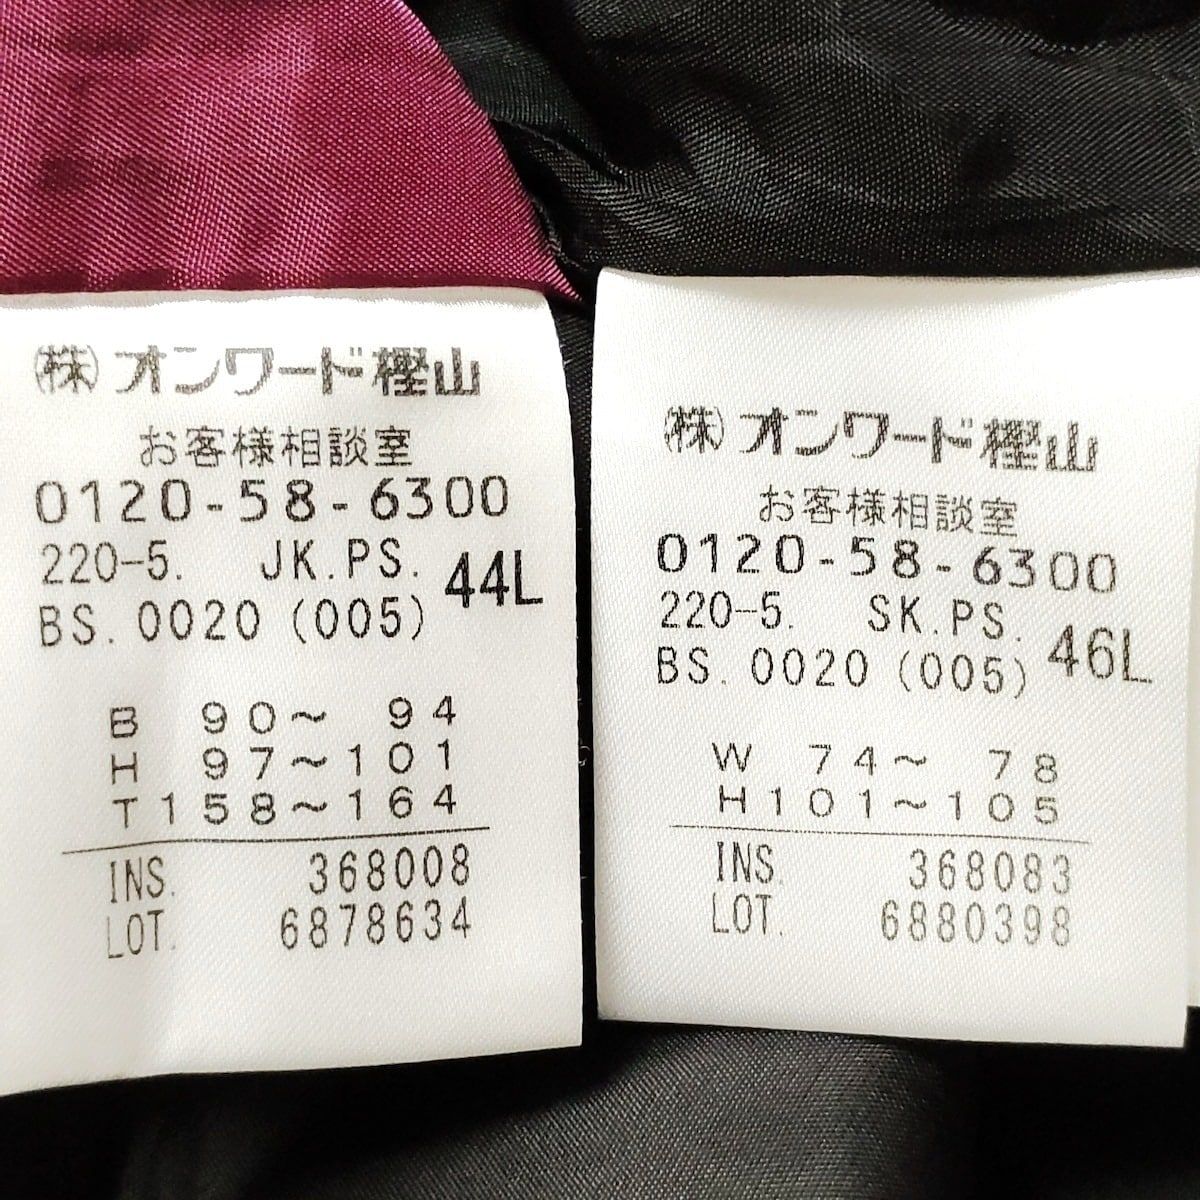 (株)オンワード樫山
お客様相談室
0120-58-6300
220-5. JK.PS. 44L
BS.0020(005)
B 90～ 94
H 97～101
T158～164
INS. 368008
LOT. 6878634
(株)オンワード樫山
お客様相談室
0120-58-6300
220-5. SK.PS. 46L
BS.0020(005)
W 74～ 78
H101～105
INS. 368083
LOT. 6880398